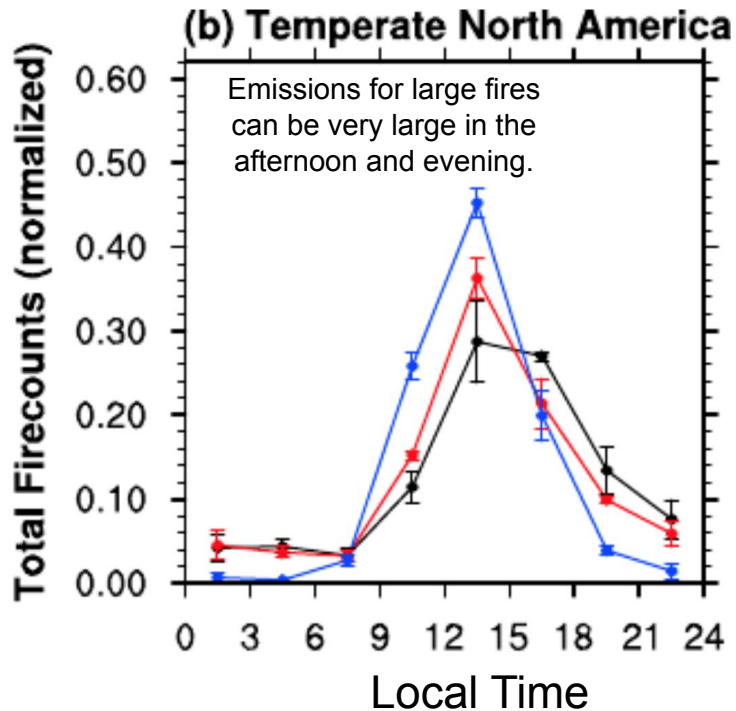 (b) Temperate North America
Emissions for large fires
can be very large in the
afternoon and evening.
Total Firecounts (normalized)
0.60
0.50
0.40
0.30
0.20
0.10
0.00
0 3 6 9 12 15 18 21 24
Local Time